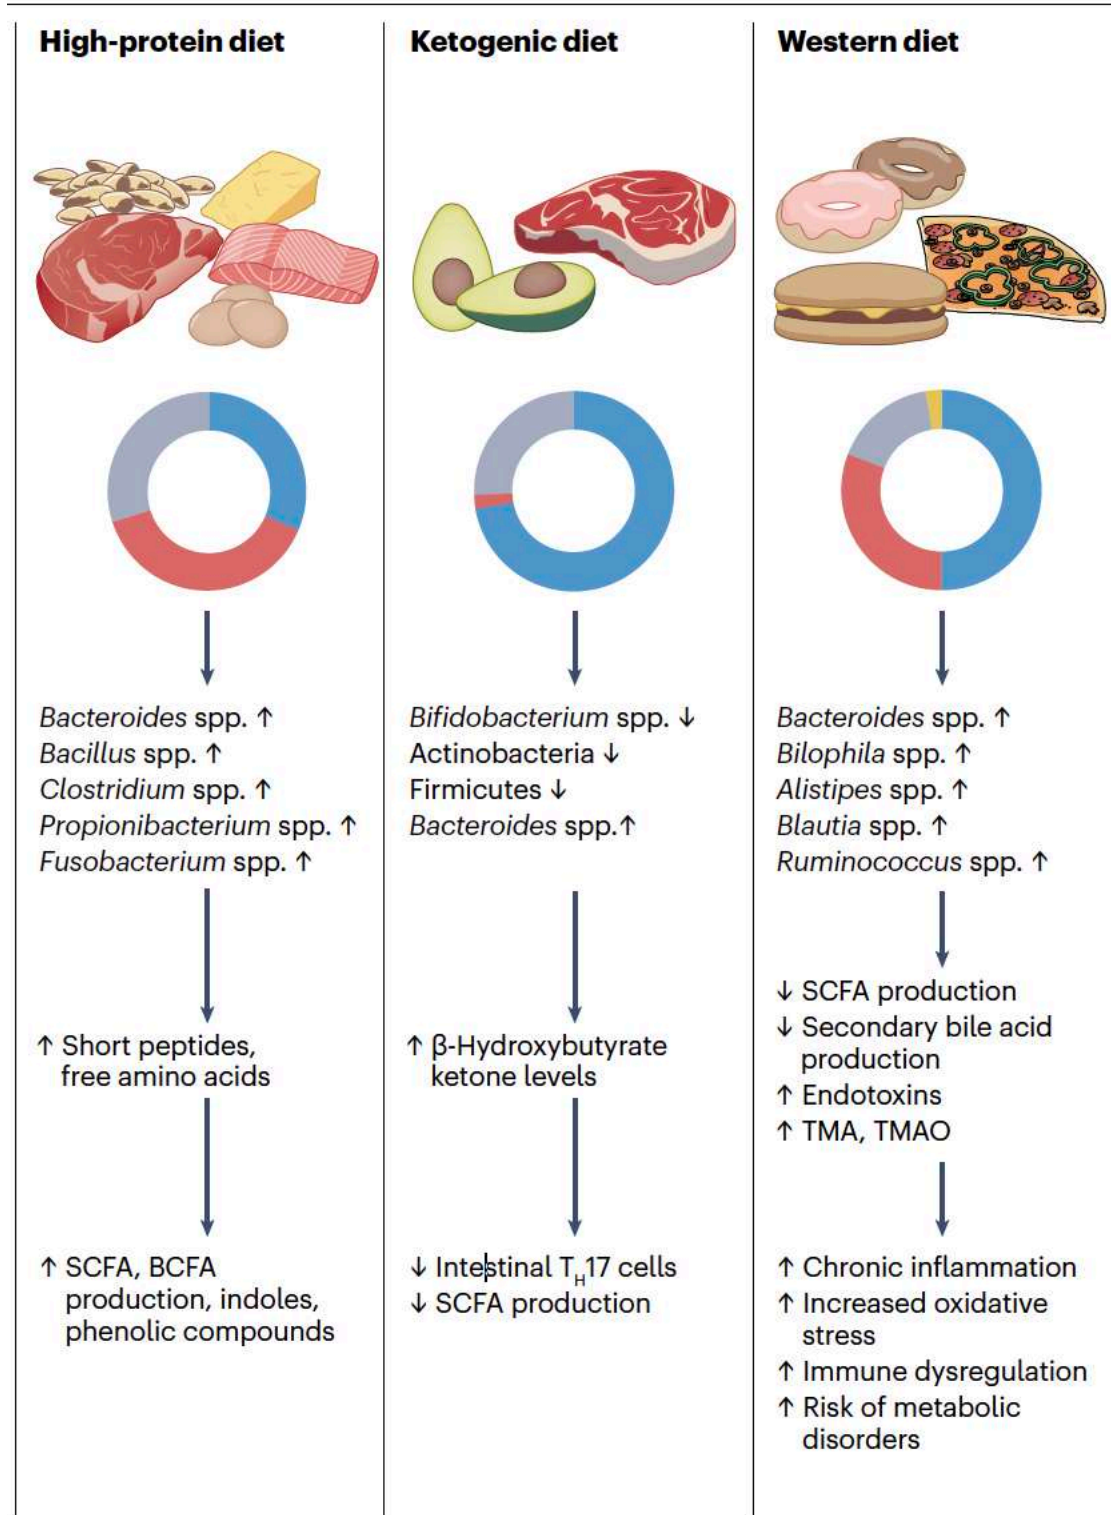 High-protein diet
Bacteroides spp. ↑
Bacillus spp. ↑
Clostridium spp. ↑
Propionibacterium spp. ↑
Fusobacterium spp. ↑
↑ Short peptides,
free amino acids
↑ SCFA, BCFA
production, indoles,
phenolic compounds
Ketogenic diet
Bifidobacterium spp. ↓
Actinobacteria ↓
Firmicutes ↓
Bacteroides spp.↑
↑ β-Hydroxybutyrate
ketone levels
↓ Intestinal TH17 cells
↓ SCFA production
Western diet
Bacteroides spp. ↑
Bilophila spp. ↑
Alistipes spp. ↑
Blautia spp. ↑
Ruminococcus spp. ↑
↓ SCFA production
↓ Secondary bile acid
production
↑ Endotoxins
↑ TMA, TMAO
↑ Chronic inflammation
↑ Increased oxidative
stress
↑ Immune dysregulation
↑ Risk of metabolic
disorders